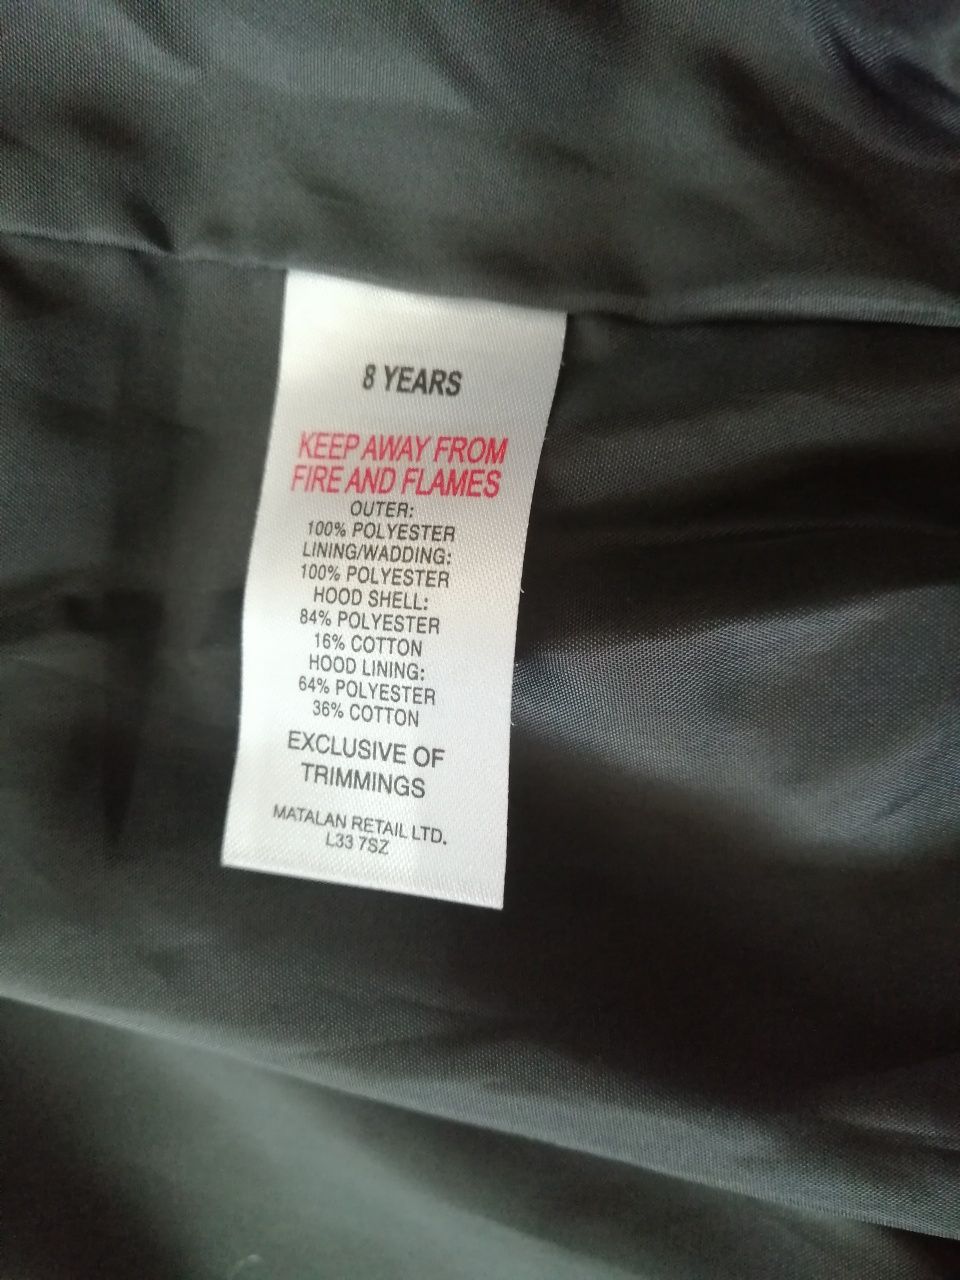 8 YEARS
KEEP AWAY FROM
FIRE AND FLAMES
OUTER:
100% POLYESTER
LINING/WADDING:
100% POLYESTER
HOOD SHELL:
84% POLYESTER
16% COTTON
HOOD LINING:
64% POLYESTER
36% COTTON
EXCLUSIVE OF
TRIMMINGS
MATALAN RETAIL LTD.
L33 7SZ